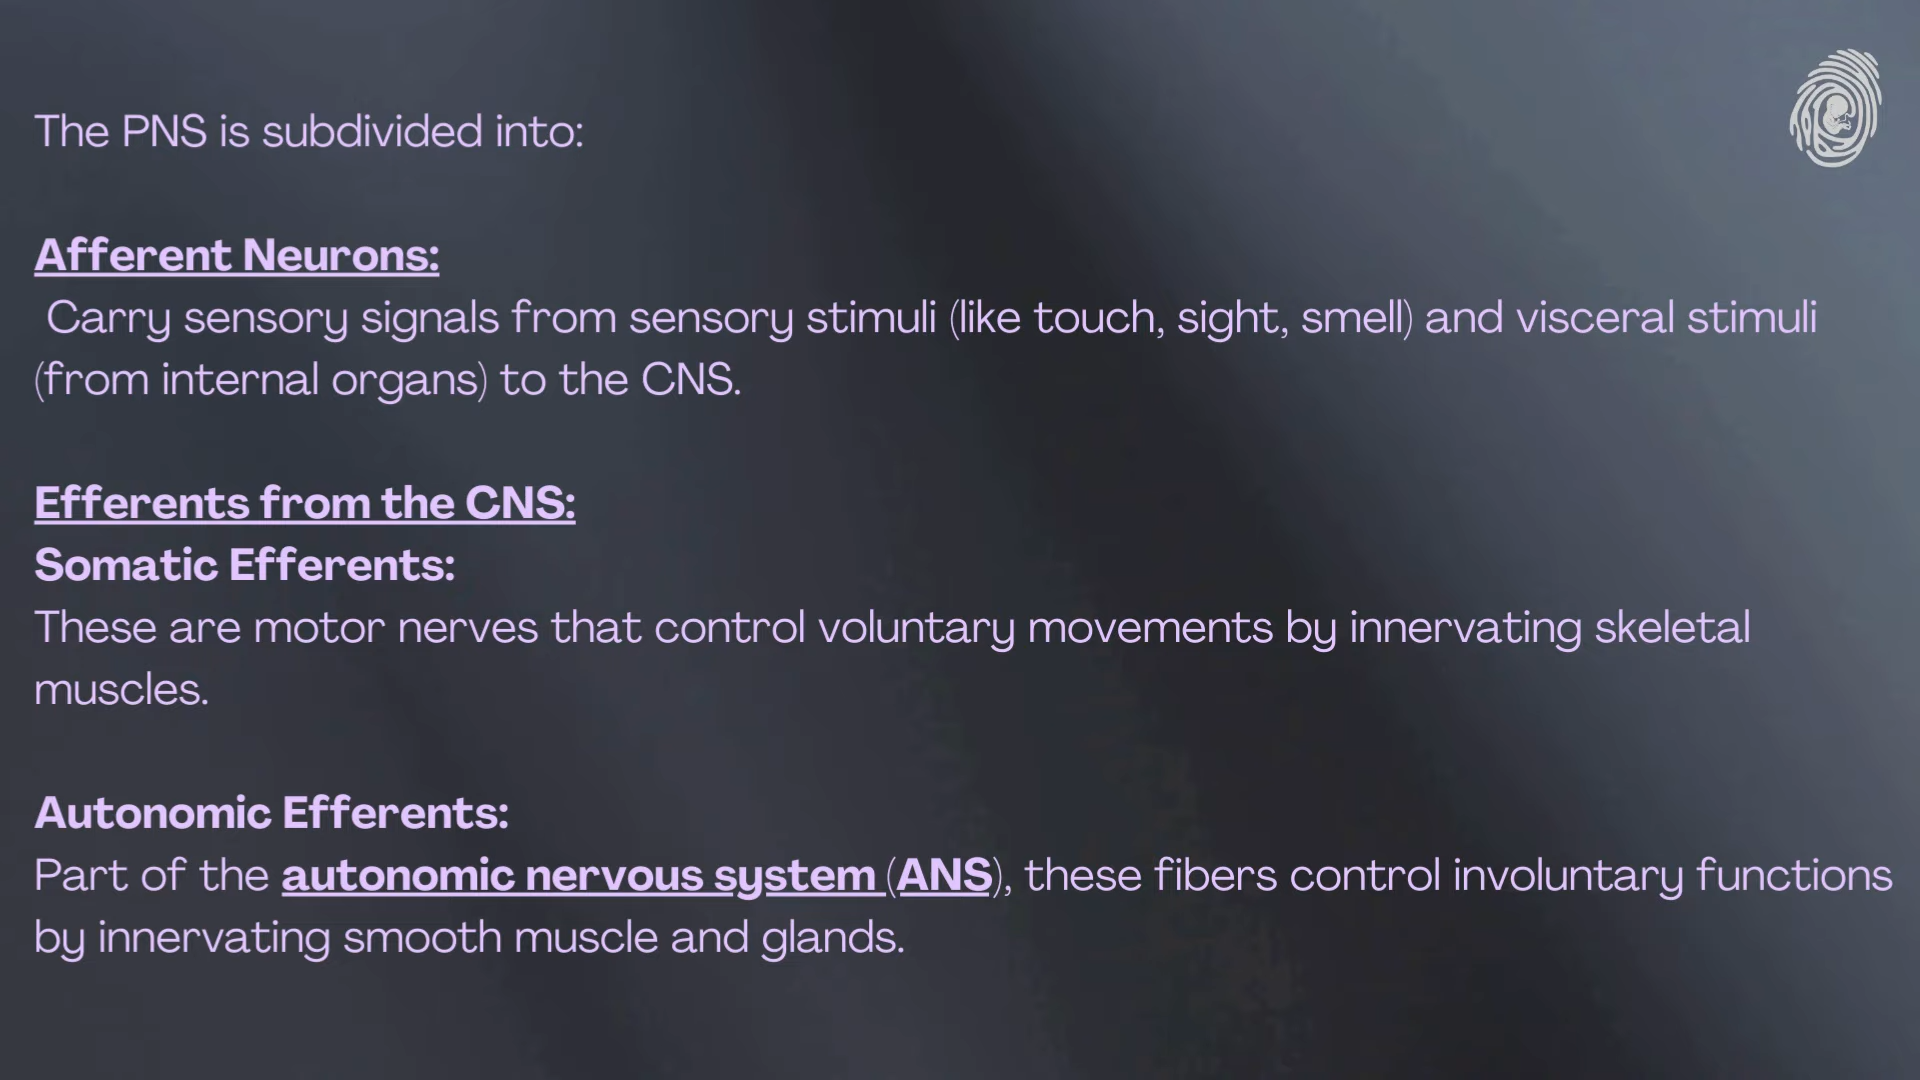 The PNS is subdivided into:
Afferent Neurons:
Carry sensory signals from sensory stimuli (like touch, sight, smell) and visceral stimuli
(from internal organs) to the CNS.
Efferents from the CNS:
Somatic Efferents:
These are motor nerves that control voluntary movements by innervating skeletal
muscles.
Autonomic Efferents:
Part of the autonomic nervous system (ANS), these fibers control involuntary functions
by innervating smooth muscle and glands.